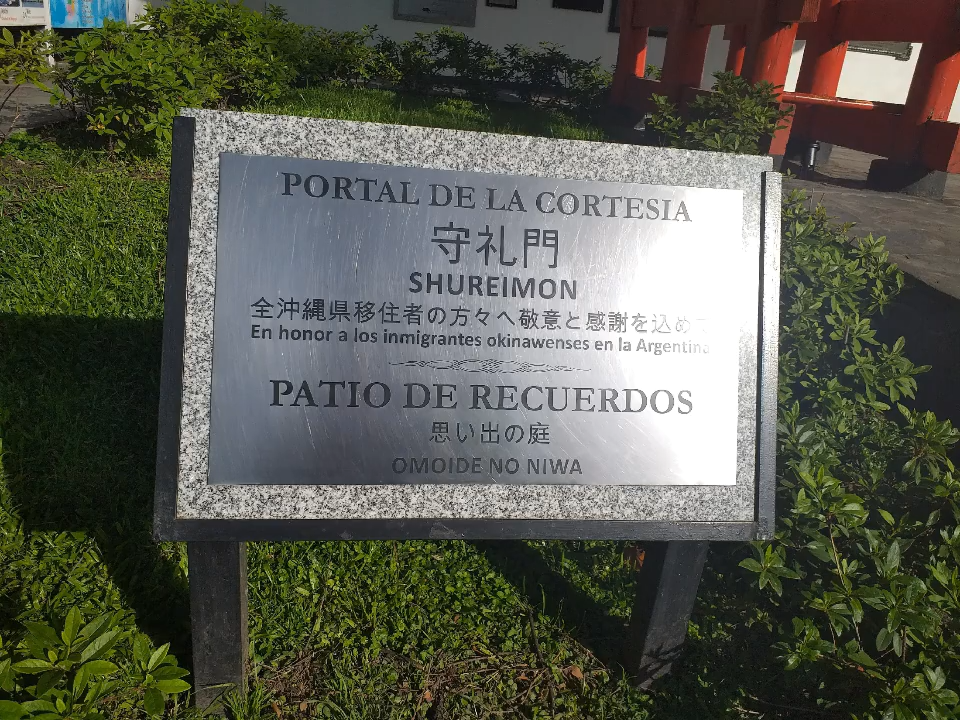 PORTAL DE LA CORTESIA
守礼門
SHUREIMON
全沖縄県移住者の方々へ敬意と感謝を込めて
En honor a los inmigrantes okinawenses en la Argentina
PATIO DE RECUERDOS
思い出の庭
OMOIDE NO NIWA